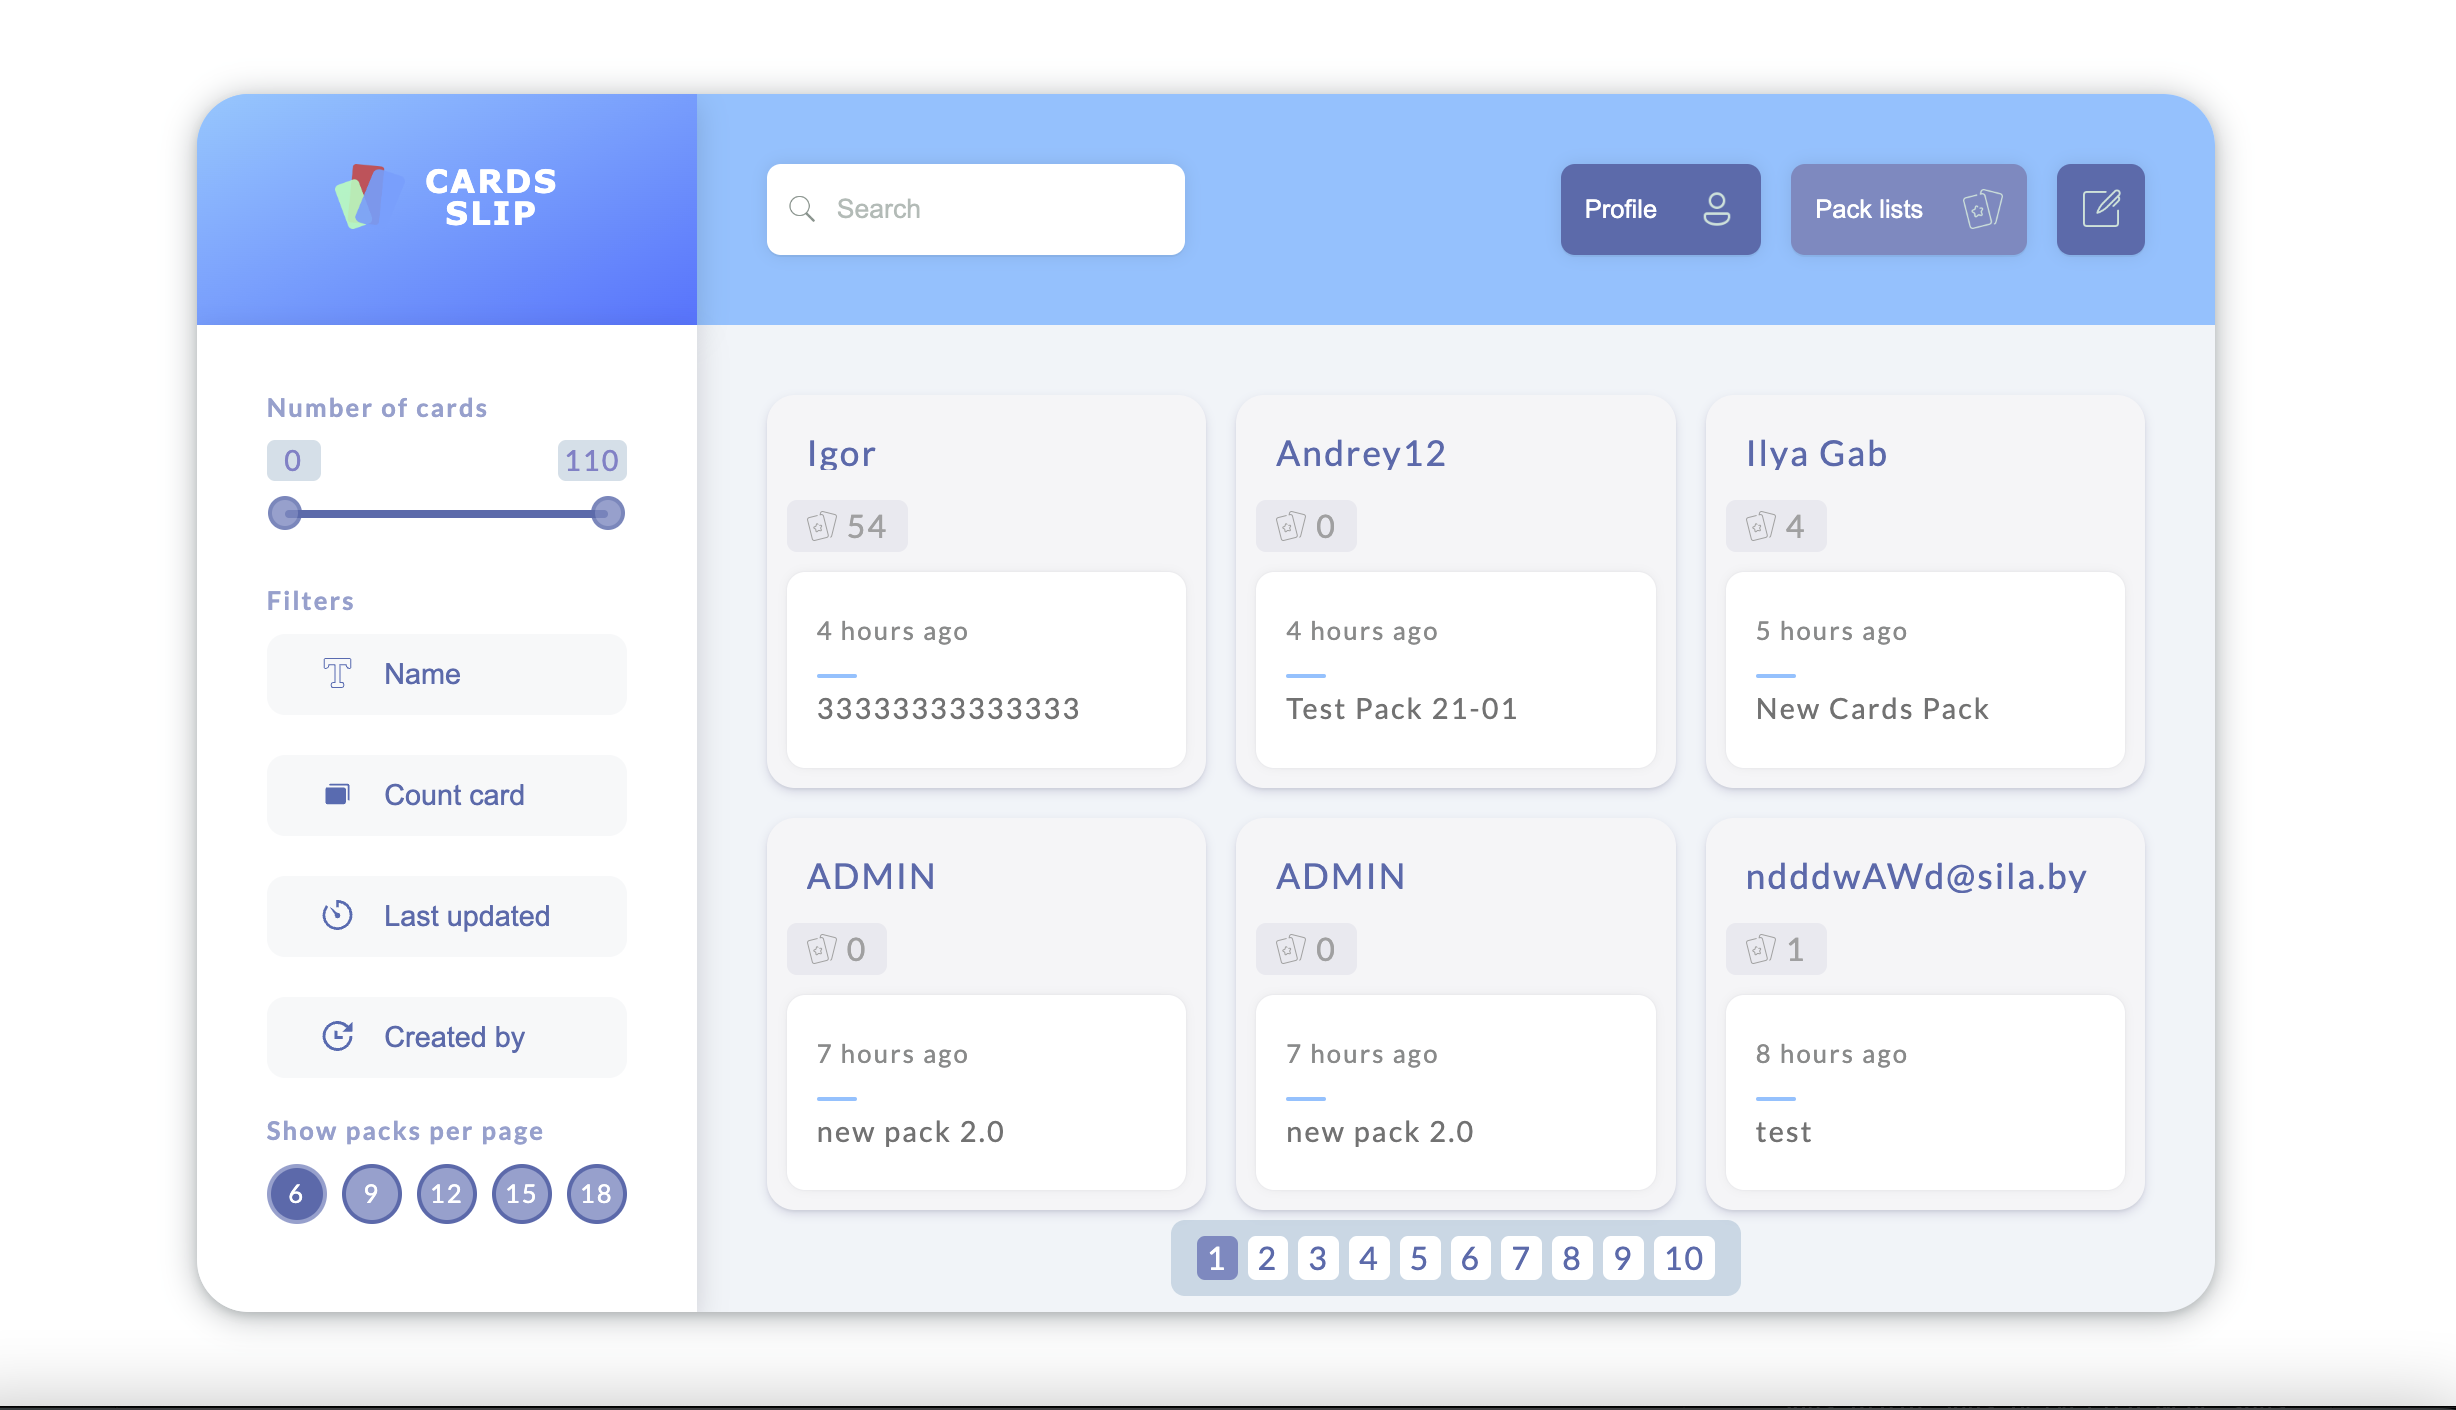 CARDS
SLIP
Search
Profile
Pack lists
Number of cards
0
110
Filters
Name
Count card
Last updated
Created by
Show packs per page
6
9
12
15
18
Igor
54
4 hours ago
33333333333333
Andrey12
0
4 hours ago
Test Pack 21-01
Ilya Gab
4
5 hours ago
New Cards Pack
ADMIN
0
7 hours ago
new pack 2.0
ADMIN
0
7 hours ago
new pack 2.0
ndddwAWd@sila.by
1
8 hours ago
test
1 2 3 4 5 6 7 8 9 10